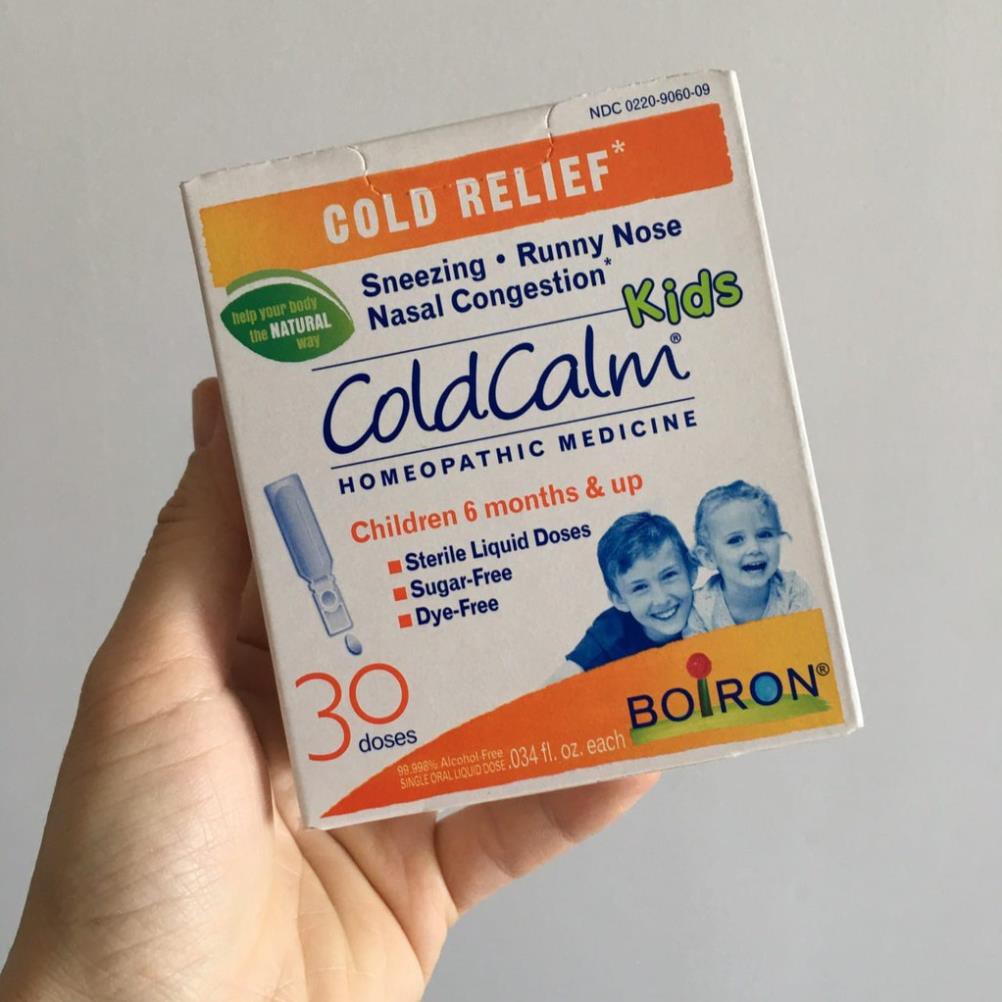 NDC 0220-9060-09
COLD RELIEF*
Sneezing • Runny Nose
Nasal Congestion*
help your body
the NATURAL
way
Kids
ColdCalm®
HOMEOPATHIC MEDICINE
Children 6 months & up
Sterile Liquid Doses
Sugar-Free
Dye-Free
30
doses
99.998% Alcohol Free
SINGLE ORAL LIQUID DOSE .034 fl. oz. each
BOIRON®